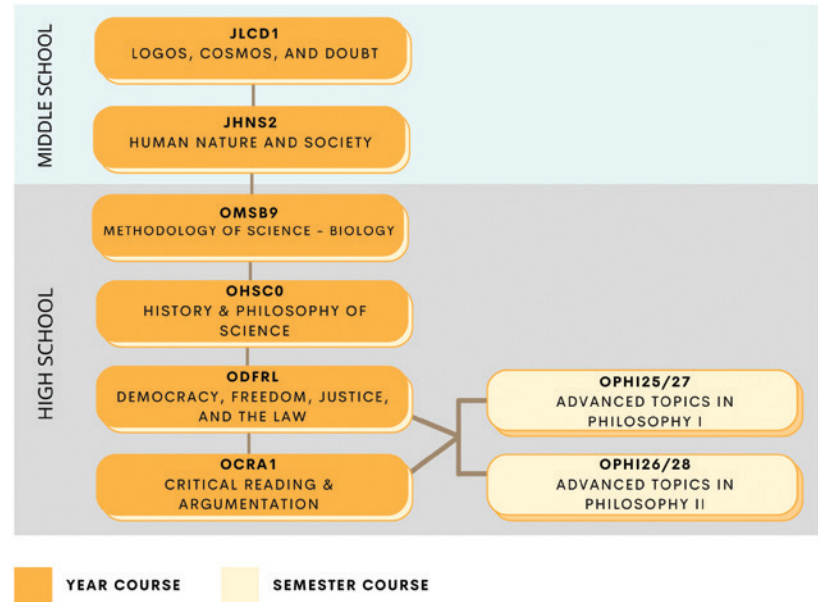 MIDDLE SCHOOL
JLCD1
LOGOS, COSMOS, AND DOUBT
JHNS2
HUMAN NATURE AND SOCIETY
HIGH SCHOOL
OMSB9
METHODOLOGY OF SCIENCE - BIOLOGY
OHSC0
HISTORY & PHILOSOPHY OF
SCIENCE
ODFRL
DEMOCRACY, FREEDOM, JUSTICE,
AND THE LAW
OCRA1
CRITICAL READING &
ARGUMENTATION
OPHI25/27
ADVANCED TOPICS IN
PHILOSOPHY I
OPHI26/28
ADVANCED TOPICS IN
PHILOSOPHY II
YEAR COURSE
SEMESTER COURSE